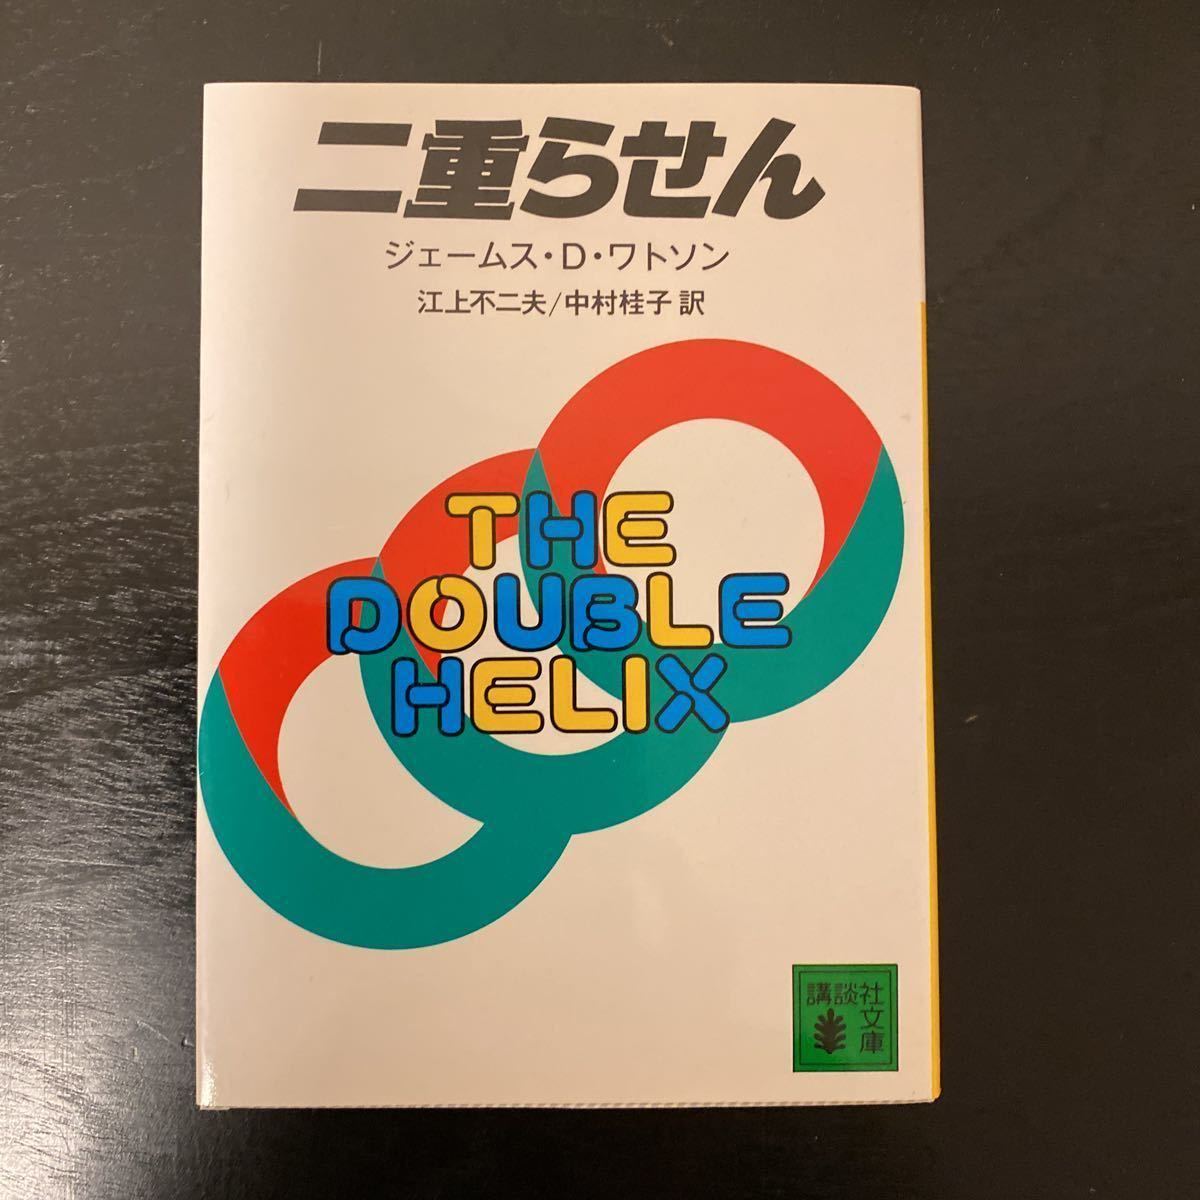 二重らせん
ジェームス・D・ワトソン
江上不二夫/中村桂子 訳
THE
DOUBLE
HELIX
講談社
文庫